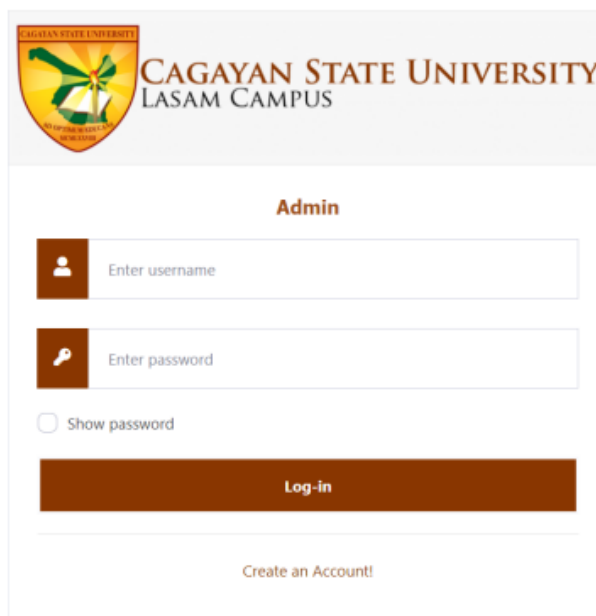 CAGAYAN STATE UNIVERSITY
CAGAYAN STATE UNIVERSITY
LASAM CAMPUS
Admin
Enter username
Enter password
Show password
Log-in
Create an Account!